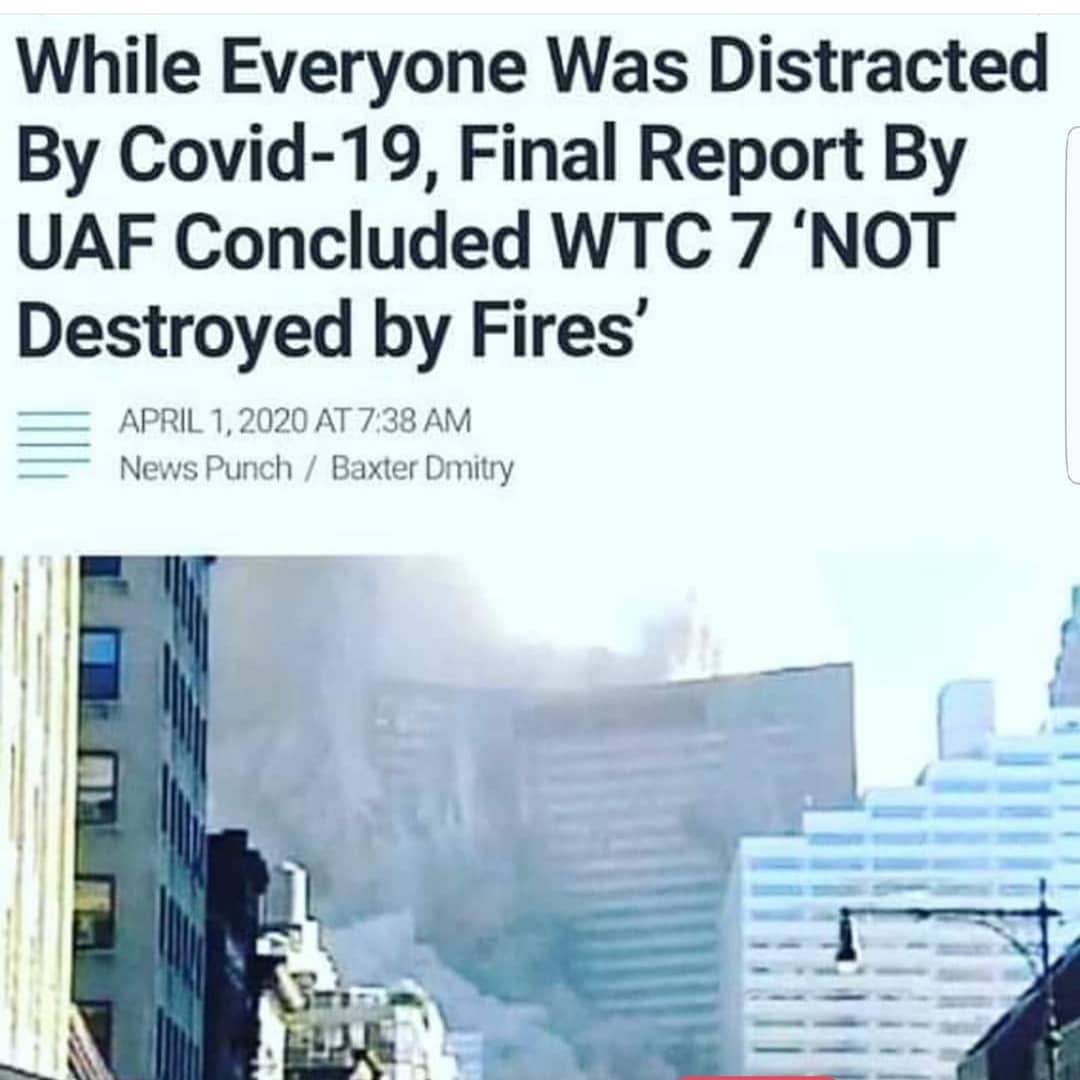 While Everyone Was Distracted
By Covid-19, Final Report By
UAF Concluded WTC 7 ‘NOT
Destroyed by Fires’
APRIL 1, 2020 AT 7:38 AM
News Punch / Baxter Dmitry